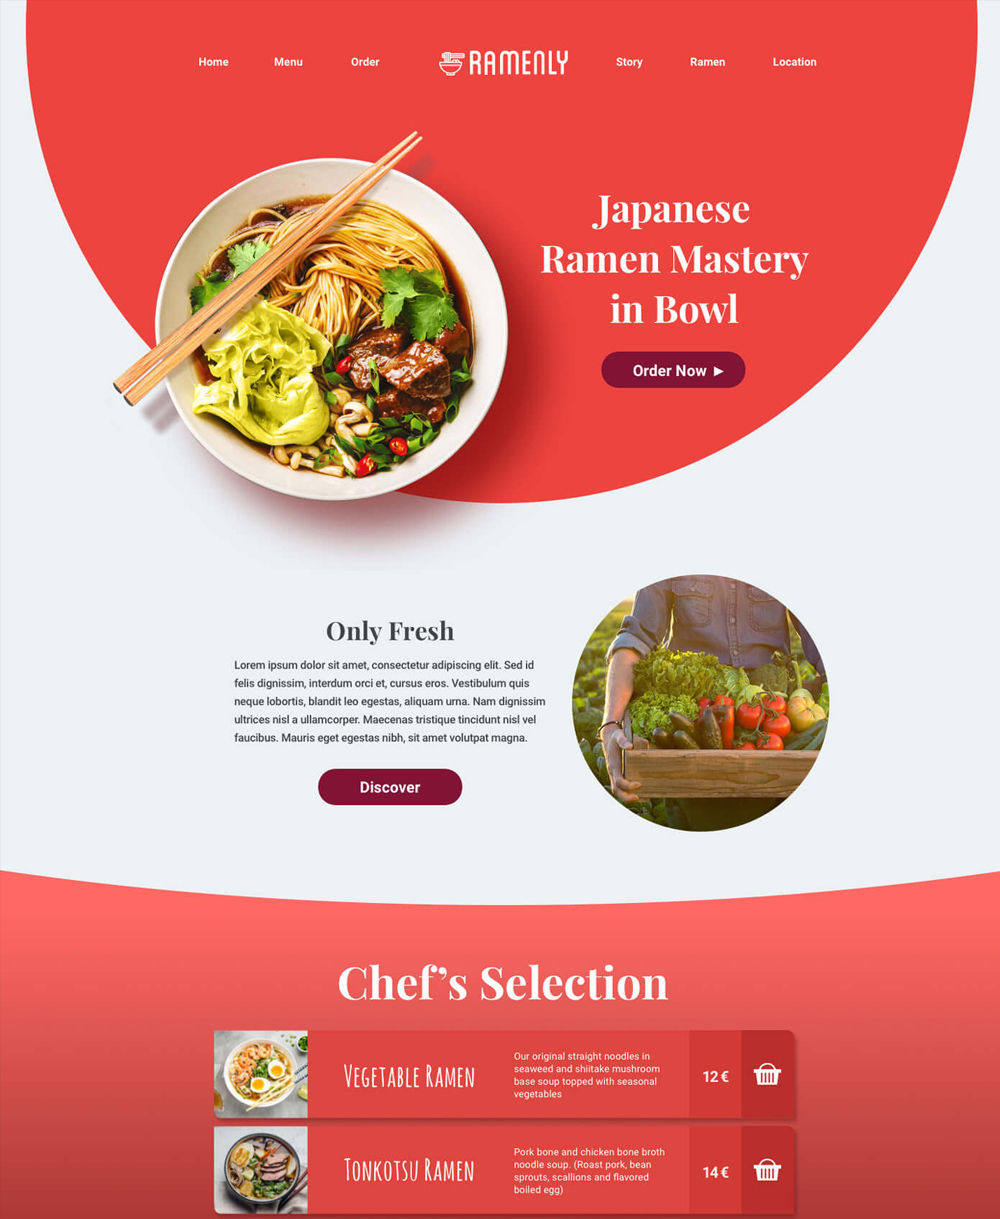 Home Menu Order RAMENLY Story Ramen Location
Japanese
Ramen Mastery
in Bowl
Order Now ►
Only Fresh
Lorem ipsum dolor sit amet, consectetur adipiscing elit. Sed id
felis dignissim, interdum orci et, cursus eros. Vestibulum quis
neque lobortis, blandit leo egestas, aliquam urna. Nam dignissim
ultrices nisl a ullamcorper. Maecenas tristique tincidunt nisl vel
faucibus. Mauris eget egestas nibh, sit amet volutpat magna.
Discover
Chef’s Selection
Vegetable Ramen
Our original straight noodles in
seaweed and shiitake mushroom
base soup topped with seasonal
vegetables
12 €
Tonkotsu Ramen
Pork bone and chicken bone broth
noodle soup. (Roast pork, bean
sprouts, scallions and flavored
boiled egg)
14 €